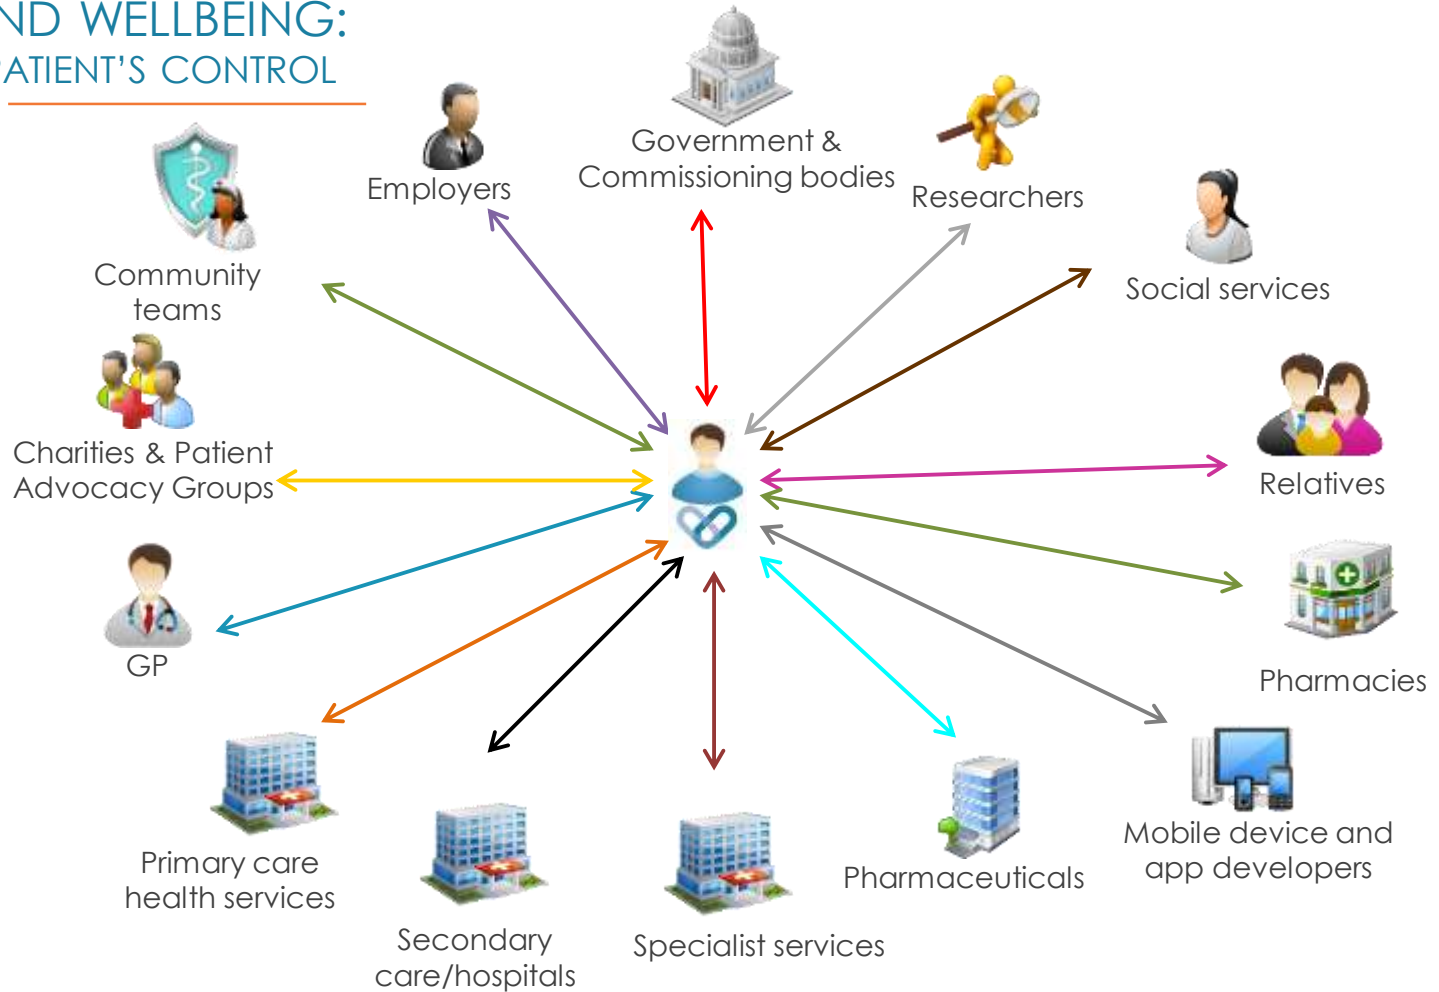 ND WELLBEING:
PATIENT'S CONTROL
Government &
Commissioning bodies
Employers
Researchers
Community
teams
Social services
Charities & Patient
Advocacy Groups
Relatives
GP
Pharmacies
Primary care
health services
Mobile device and
app developers
Pharmaceuticals
Secondary
care/hospitals
Specialist services